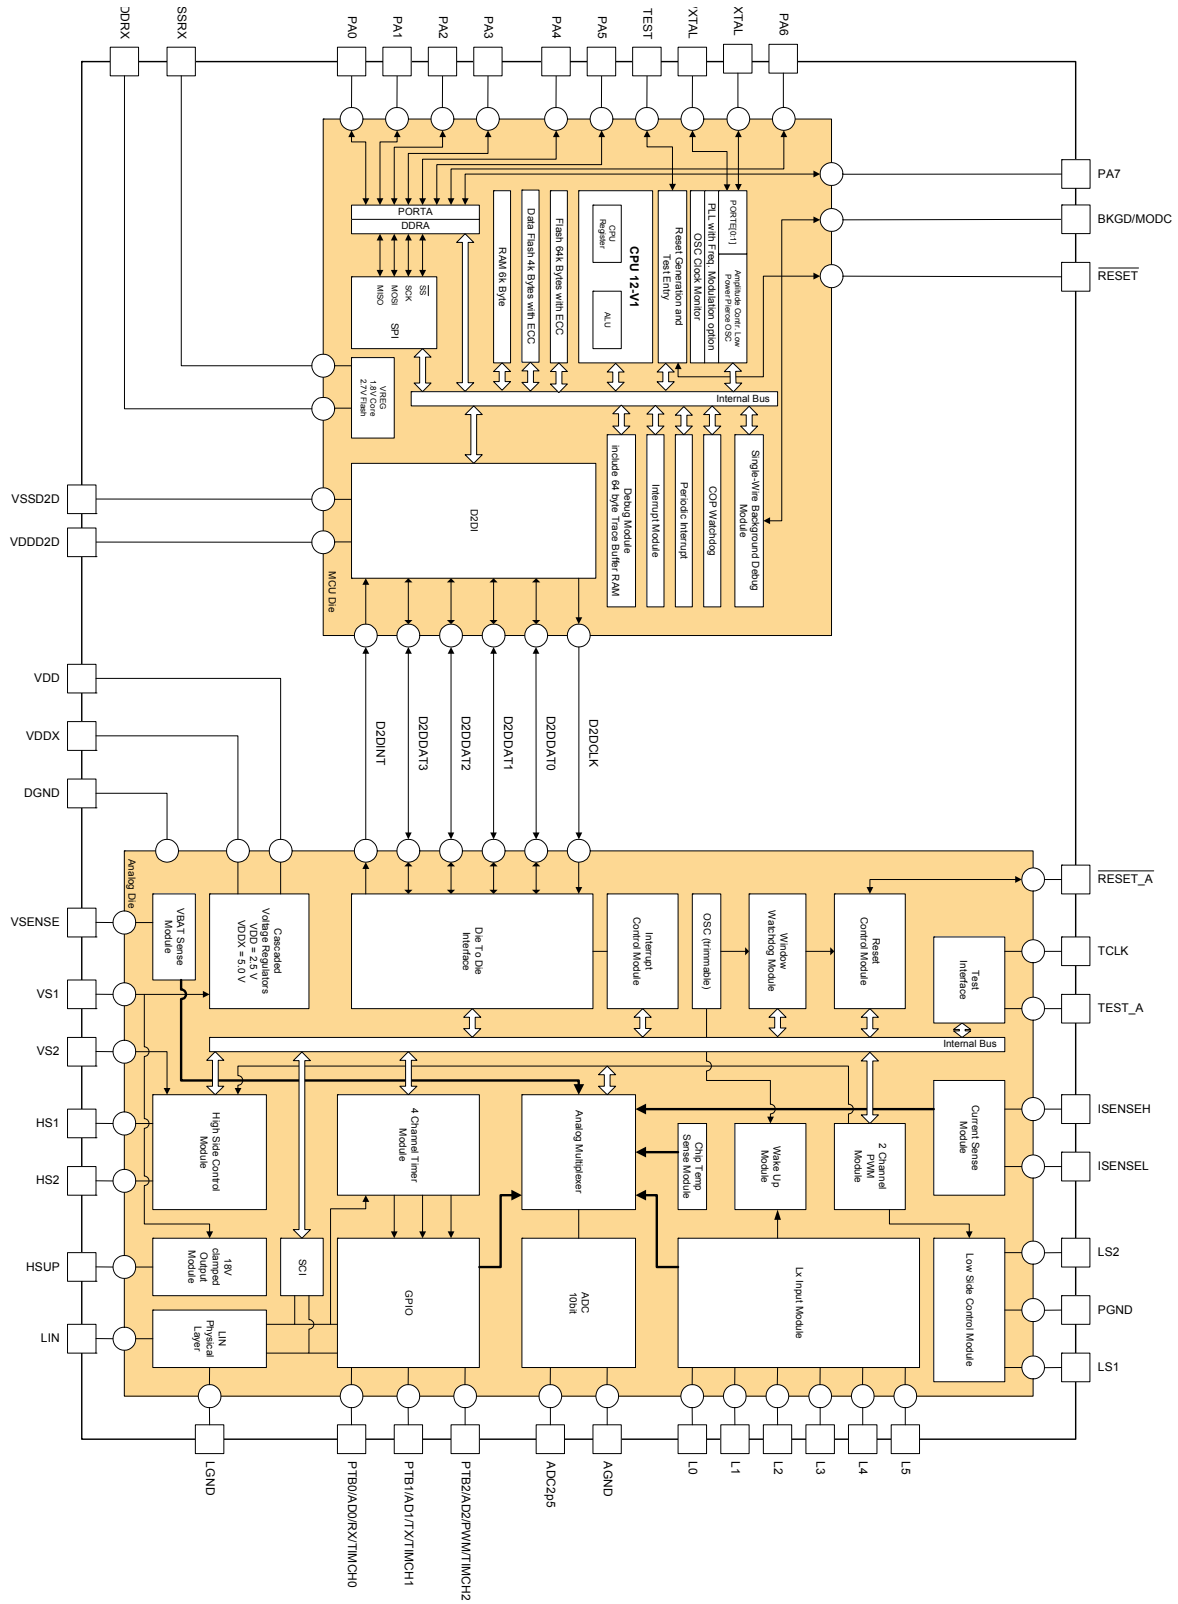 DDRX
SSRX
PA0
PA1
PA2
PA3
PA4
PA5
TEST
XTAL
XTAL
PA6
PA7
BKGD/MODC
RESET
PORTA
DDRA
SS
SCK
MOSI
MISO
SPI
RAM 6k Byte
Data Flash 4k Bytes with ECC
Flash 64k Bytes with ECC
CPU 12-V1
CPU
Register
ALU
Reset Generation and
Test Entry
PORTE[0:1]
Amplitude Contr. Low
Power Pierce OSC
PLL with Freq. Modulation option
OSC Clock Monitor
VREG
1.8V Core
2.7V Flash
Internal Bus
D2DI
Debug Module
include 64 byte Trace Buffer RAM
Interrupt Module
Periodic Interrupt
COP Watchdog
Single-Wire Background Debug
Module
VSSD2D
VDDD2D
MCU Die
VDD
VDDX
DGND
D2DINT
D2DDAT3
D2DDAT2
D2DDAT1
D2DDAT0
D2DCLK
Analog Die
VSENSE
VS1
VS2
HS1
HS2
HSUP
LIN
VBAT Sense
Module
Cascaded
Voltage Regulators
VDD = 2.5 V
VDDX = 5.0 V
Die To Die
Interface
Interrupt
Control Module
OSC (trimmable)
Window
Watchdog Module
Reset
Control Module
Test
Interface
RESET_A
TCLK
TEST_A
Internal Bus
High Side Control
Module
4 Channel Timer
Module
Analog Multiplexer
Chip Temp
Sense Module
Wake Up
Module
2 Channel
PWM
Module
Current Sense
Module
ISENSEH
ISENSEL
18V
clamped
Output
Module
SCI
GPIO
ADC
10bit
Lx Input Module
Low Side Control Module
LS2
PGND
LS1
LIN
Physical
Layer
LGND
PTB0/AD0/RX/TIMCH0
PTB1/AD1/TX/TIMCH1
PTB2/AD2/PWM/TIMCH2
ADC2p5
AGND
L0
L1
L2
L3
L4
L5